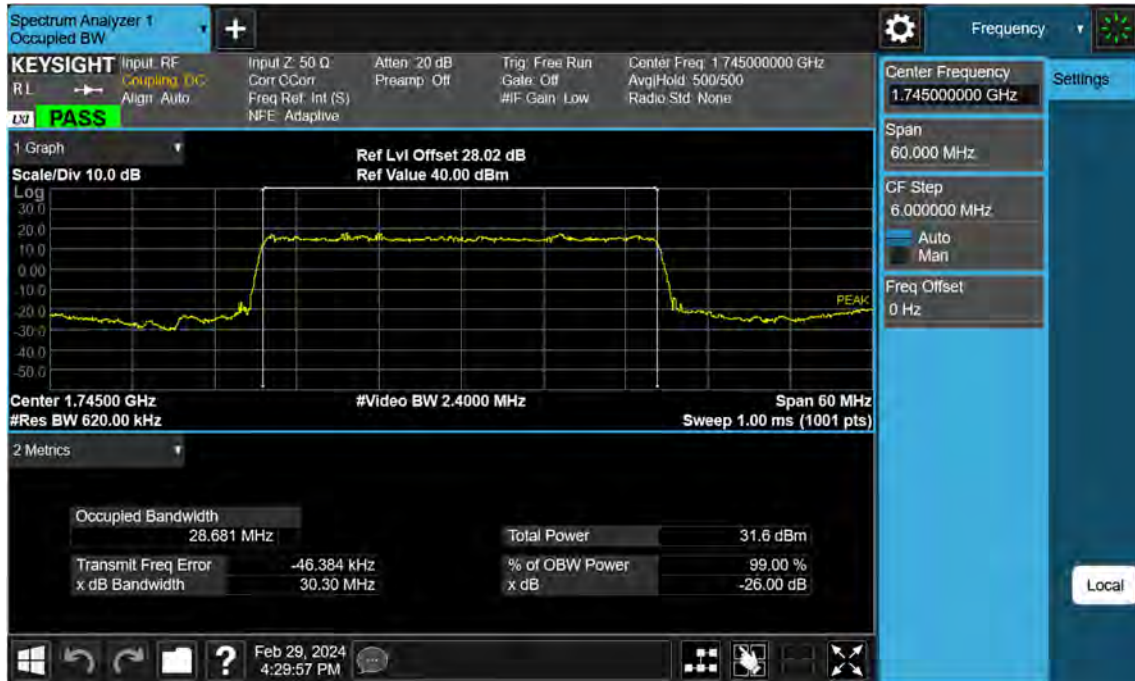 Spectrum Analyzer 1
Occupied BW
+
Frequency
KEYSIGHT
RL
LXI PASS
Input: RF
Coupling: DC
Align: Auto
Input Z: 50 Ω
Corr CCorr
Freq Ref: Int (S)
NFE: Adaptive
Atten: 20 dB
Preamp: Off
Trig: Free Run
Gate: Off
#IF Gain: Low
Center Freq: 1.745000000 GHz
Avg|Hold: 500/500
Radio Std: None
Center Frequency
1.745000000 GHz
Settings
Span
60.000 MHz
CF Step
6.000000 MHz
Auto
Man
Freq Offset
0 Hz
1 Graph
Scale/Div 10.0 dB
Ref Lvl Offset 28.02 dB
Ref Value 40.00 dBm
Log
30.0
20.0
10.0
0.00
-10.0
-20.0
-30.0
-40.0
-50.0
PEAK
Center 1.74500 GHz
#Video BW 2.4000 MHz
Span 60 MHz
#Res BW 620.00 kHz
Sweep 1.00 ms (1001 pts)
2 Metrics
Occupied Bandwidth
28.681 MHz
Total Power 31.6 dBm
Transmit Freq Error -46.384 kHz
% of OBW Power 99.00 %
x dB Bandwidth 30.30 MHz
x dB -26.00 dB
Local
?
Feb 29, 2024
4:29:57 PM